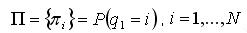 Π = {π_i} = P(q_1 = i), i = 1,...,N